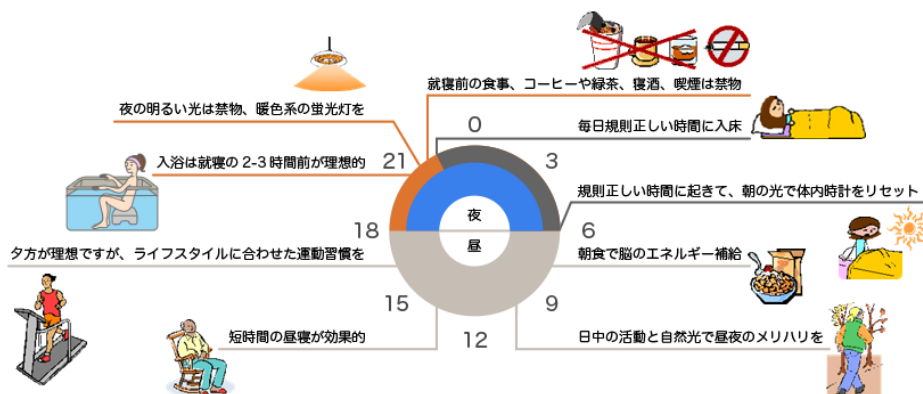 就寝前の食事、コーヒーや緑茶、寝酒、喫煙は禁物
夜の明るい光は禁物、暖色系の蛍光灯を
0
毎日規則正しい時間に入床
入浴は就寝の2-3時間前が理想的
21
3
規則正しい時間に起きて、朝の光で体内時計をリセット
夜
18
6
昼
夕方が理想ですが、ライフスタイルに合わせた運動習慣を
朝食で脳のエネルギー補給
15
9
短時間の昼寝が効果的
12
日中の活動と自然光で昼夜のメリハリを